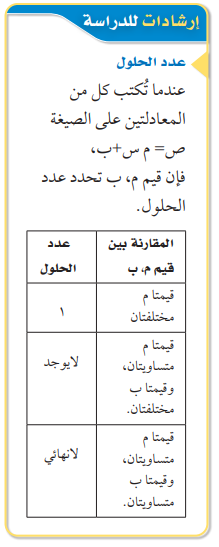 إرشادات للدراسة
عدد الحلول
عندما تُكتب كل من
المعادلتين على الصيغة
ص= م س+ب،
فإن قيم م، ب تحدد عدد
الحلول.
المقارنة بين
قيم م، ب
عدد
الحلول
قيمتا م
مختلفتان
١
قيمتا م
متساويتان،
وقيمتا ب
مختلفتان.
لايوجد
قيمتا م
متساويتان،
وقيمتا ب
متساويتان.
لانهائي